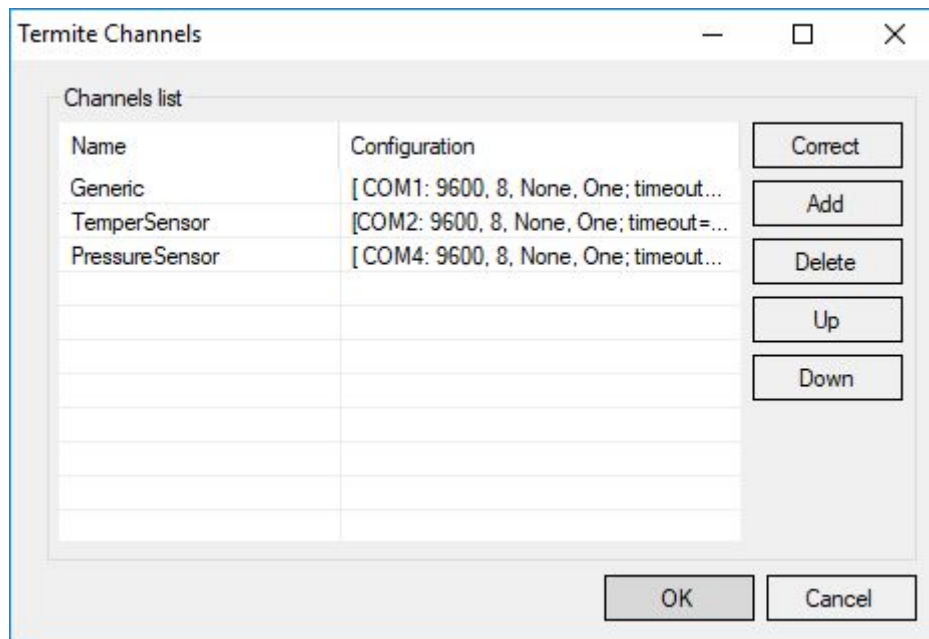 Termite Channels
Channels list
Name Configuration
Generic [ COM1: 9600, 8, None, One; timeout...
TemperSensor [COM2: 9600, 8, None, One; timeout=...
PressureSensor [ COM4: 9600, 8, None, One; timeout...
Correct
Add
Delete
Up
Down
OK Cancel